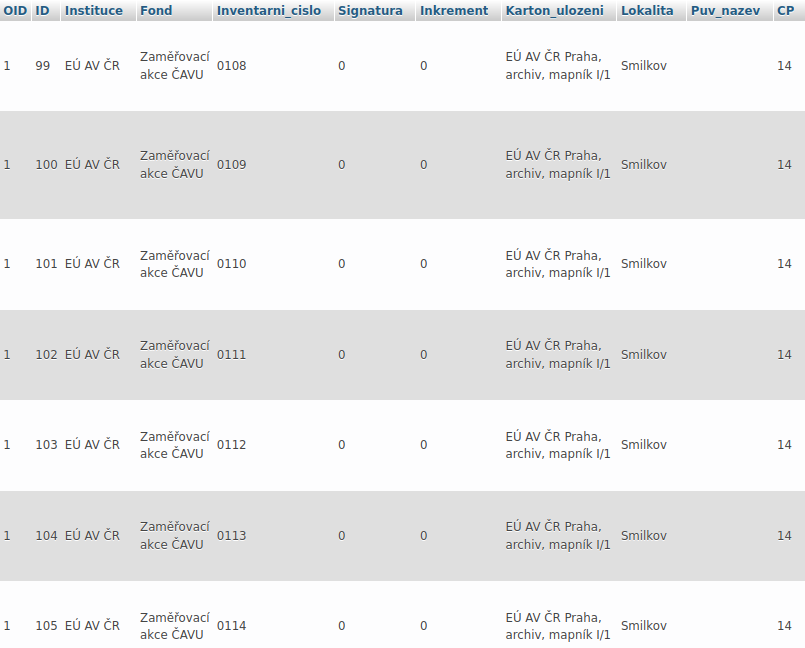 OID ID Instituce Fond Inventarni_cislo Signatura Inkrement Karton_ulozeni Lokalita Puv_nazev CP
1 99 EÚ AV ČR Zaměřovací akce ČAVU 0108 0 0 EÚ AV ČR Praha, archiv, mapník I/1 Smilkov 14
1 100 EÚ AV ČR Zaměřovací akce ČAVU 0109 0 0 EÚ AV ČR Praha, archiv, mapník I/1 Smilkov 14
1 101 EÚ AV ČR Zaměřovací akce ČAVU 0110 0 0 EÚ AV ČR Praha, archiv, mapník I/1 Smilkov 14
1 102 EÚ AV ČR Zaměřovací akce ČAVU 0111 0 0 EÚ AV ČR Praha, archiv, mapník I/1 Smilkov 14
1 103 EÚ AV ČR Zaměřovací akce ČAVU 0112 0 0 EÚ AV ČR Praha, archiv, mapník I/1 Smilkov 14
1 104 EÚ AV ČR Zaměřovací akce ČAVU 0113 0 0 EÚ AV ČR Praha, archiv, mapník I/1 Smilkov 14
1 105 EÚ AV ČR Zaměřovací akce ČAVU 0114 0 0 EÚ AV ČR Praha, archiv, mapník I/1 Smilkov 14